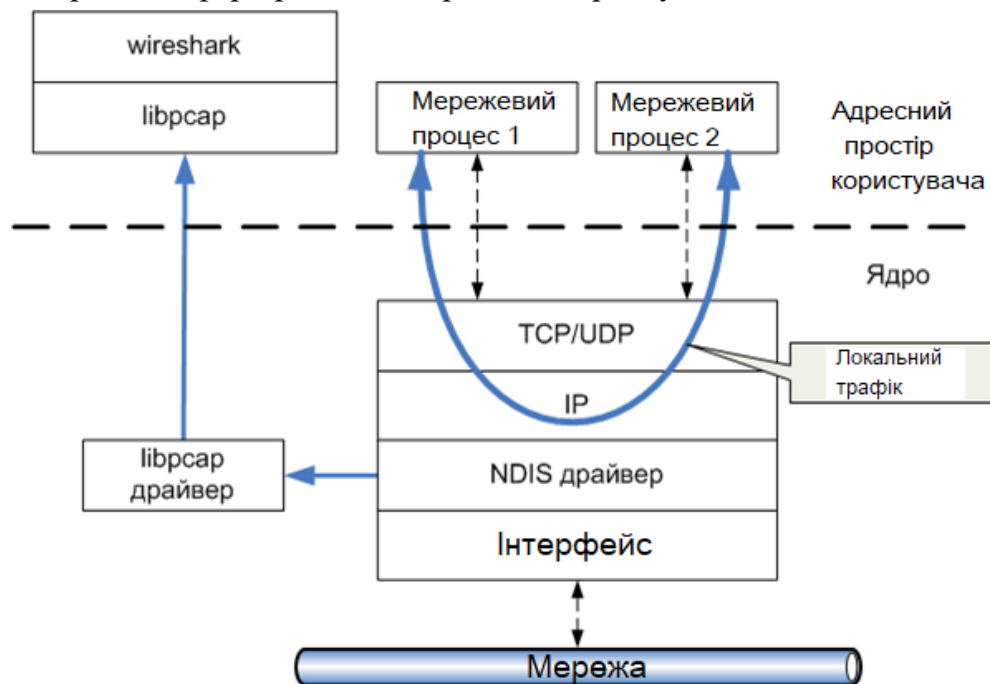 wireshark
libpcap
Мережевий
процес 1
Мережевий
процес 2
Адресний
простір
користувача
Ядро
TCP/UDP
Локальний
трафік
IP
libpcap
драйвер
NDIS драйвер
Інтерфейс
Мережа